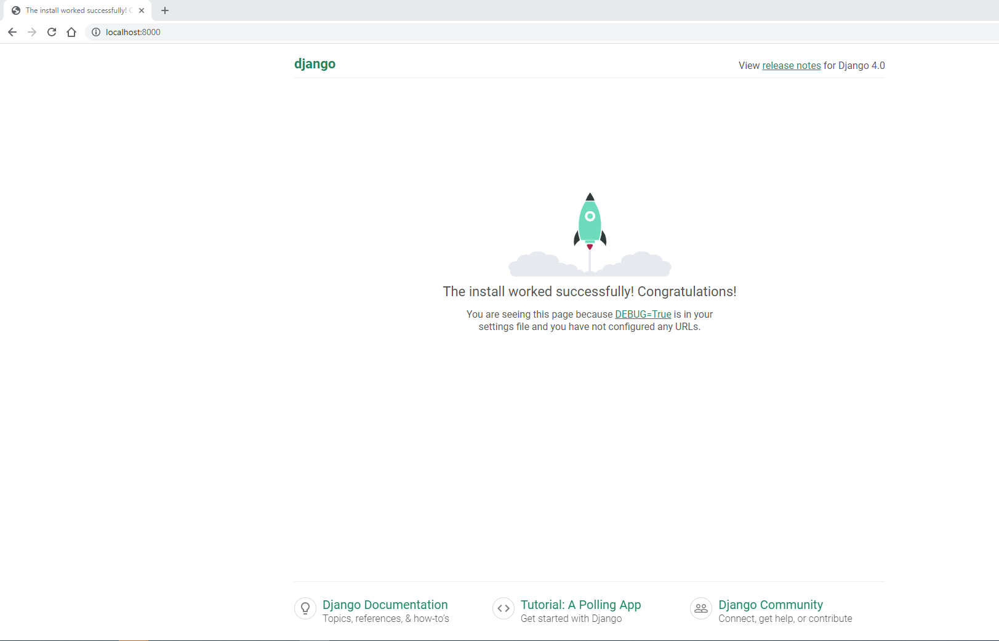 The install worked successfully! C
localhost:8000
django
View release notes for Django 4.0
The install worked successfully! Congratulations!
You are seeing this page because DEBUG=True is in your
settings file and you have not configured any URLs.
Django Documentation
Topics, references, & how-to's
Tutorial: A Polling App
Get started with Django
Django Community
Connect, get help, or contribute